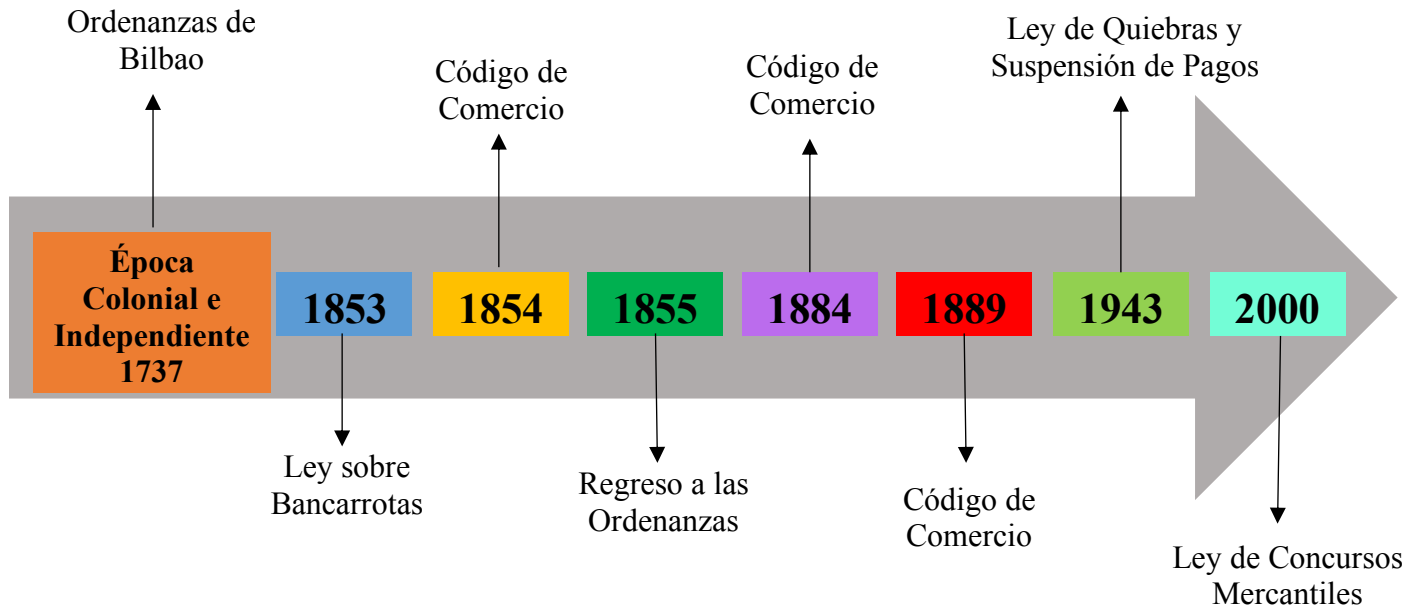 Ordenanzas de
Bilbao
Código de
Comercio
Código de
Comercio
Ley de Quiebras y
Suspensión de Pagos
Época
Colonial e
Independiente
1737
1853
1854
1855
1884
1889
1943
2000
Ley sobre
Bancarrotas
Regreso a las
Ordenanzas
Código de
Comercio
Ley de Concursos
Mercantiles